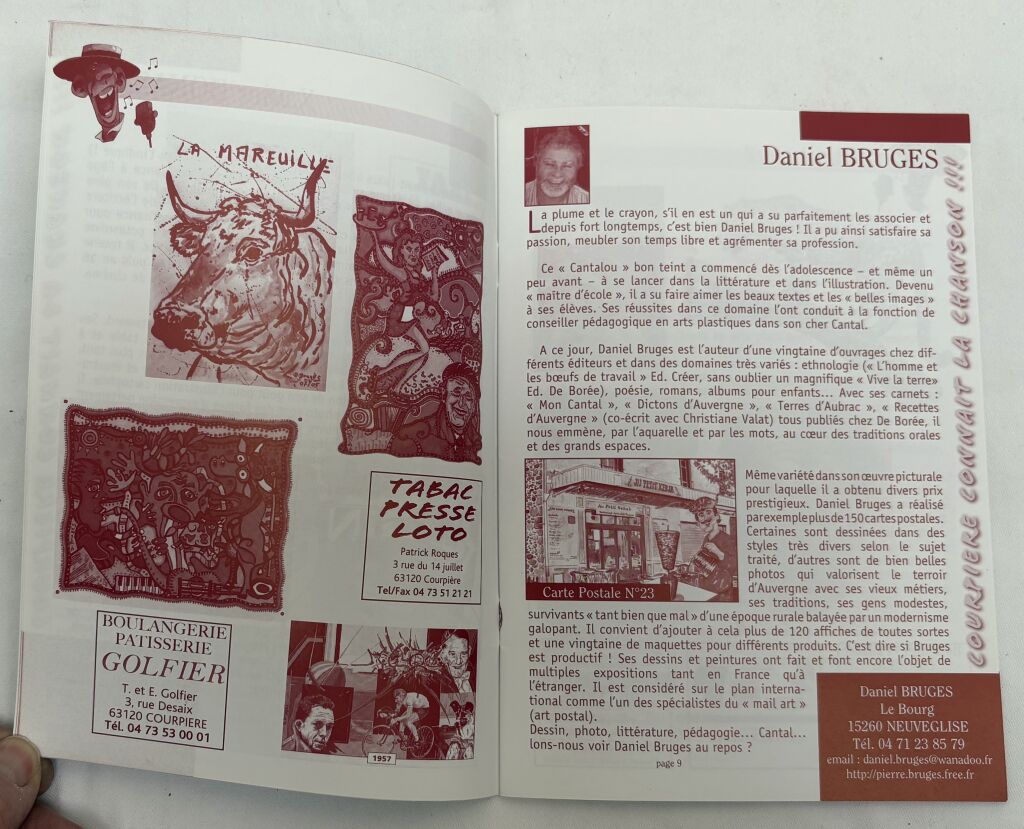 LA MAREUILLE
TABAC
PRESSE
LOTO
Patrick Roques
3 rue du 14 juillet
63120 Courpière
Tel/Fax 04 73 51 21 21
BOULANGERIE
PATISSERIE
GOLFIER
T. et E. Golfier
3, rue Desaix
63120 COURPIERE
Tél. 04 73 53 00 01
1957
Daniel BRUGES
La plume et le crayon, s'il en est un qui a su parfaitement les associer et
depuis fort longtemps, c'est bien Daniel Bruges ! Il a pu ainsi satisfaire sa
passion, meubler son temps libre et agrémenter sa profession.
Ce « Cantalou » bon teint a commencé dès l'adolescence – et même un
peu avant – à se lancer dans la littérature et dans l'illustration. Devenu
« maître d'école », il a su faire aimer les beaux textes et les « belles images »
à ses élèves. Ses réussites dans ce domaine l'ont conduit à la fonction de
conseiller pédagogique en arts plastiques dans son cher Cantal.
A ce jour, Daniel Bruges est l'auteur d'une vingtaine d'ouvrages chez dif-
férents éditeurs et dans des domaines très variés : ethnologie (« L'homme et
les bœufs de travail » Ed. Créer, sans oublier un magnifique « Vive la terre»
Ed. De Borée), poésie, romans, albums pour enfants... Avec ses carnets :
« Mon Cantal », « Dictons d'Auvergne », « Terres d'Aubrac », « Recettes
d'Auvergne » (co-écrit avec Christiane Valat) tous publiés chez De Borée, il
nous emmène, par l'aquarelle et par les mots, au cœur des traditions orales
et des grands espaces.
AU PETIT KEBAB
Au Petit Kebab
Carte Postale N°23
Même variété dans son œuvre picturale
pour laquelle il a obtenu divers prix
prestigieux. Daniel Bruges a réalisé
par exemple plus de 150 cartes postales.
Certaines sont dessinées dans des
styles très divers selon le sujet
traité, d'autres sont de bien belles
photos qui valorisent le terroir
d'Auvergne avec ses vieux métiers,
ses traditions, ses gens modestes,
survivants « tant bien que mal » d'une époque rurale balayée par un modernisme
galopant. Il convient d'ajouter à cela plus de 120 affiches de toutes sortes
et une vingtaine de maquettes pour différents produits. C'est dire si Bruges
est productif ! Ses dessins et peintures ont fait et font encore l'objet de
multiples expositions tant en France qu'à
l'étranger. Il est considéré sur le plan interna-
tional comme l'un des spécialistes du « mail art »
(art postal).
Dessin, photo, littérature, pédagogie... Cantal...
lons-nous voir Daniel Bruges au repos ?
page 9
COURPIERE CONNAIT LA CHANSON !!!
Daniel BRUGES
Le Bourg
15260 NEUVEGLISE
Tél. 04 71 23 85 79
email : daniel.bruges@wanadoo.fr
http://pierre.bruges.free.fr